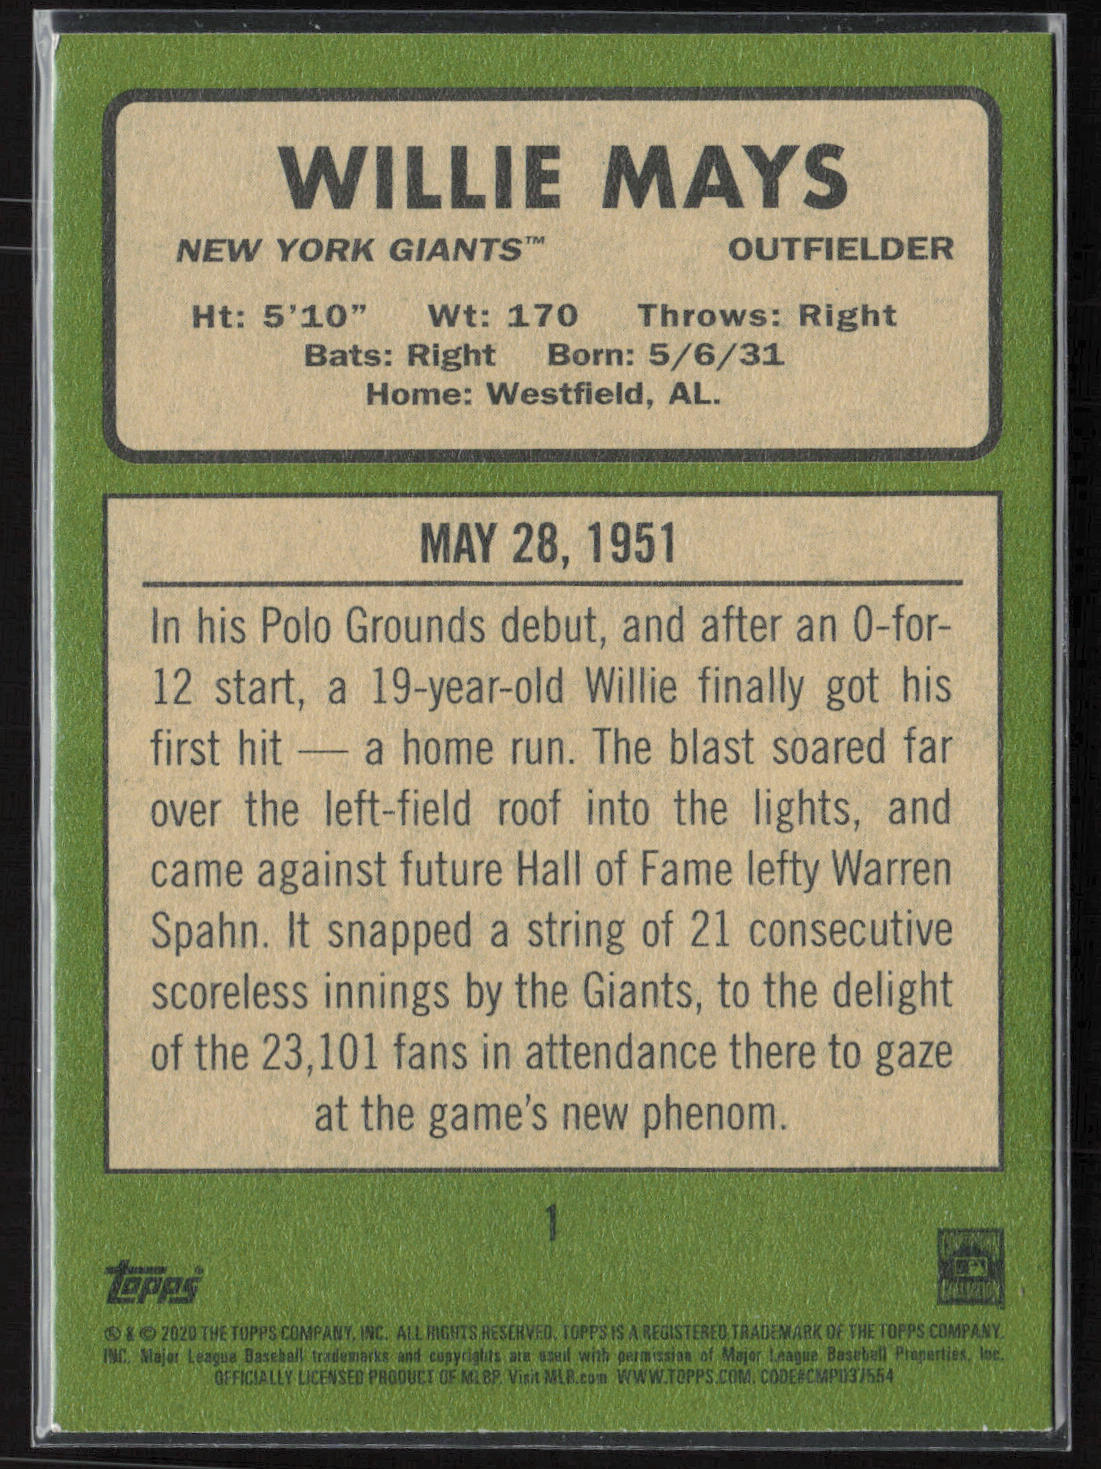 WILLIE MAYS
NEW YORK GIANTS™ OUTFIELDER
Ht: 5'10" Wt: 170 Throws: Right
Bats: Right Born: 5/6/31
Home: Westfield, AL.
MAY 28, 1951
In his Polo Grounds debut, and after an 0-for-
12 start, a 19-year-old Willie finally got his
first hit — a home run. The blast soared far
over the left-field roof into the lights, and
came against future Hall of Fame lefty Warren
Spahn. It snapped a string of 21 consecutive
scoreless innings by the Giants, to the delight
of the 23,101 fans in attendance there to gaze
at the game's new phenom.
1
Topps®
COOPERSTOWN
COLLECTION
® & © 2020 THE TOPPS COMPANY, INC. ALL RIGHTS RESERVED. TOPPS IS A REGISTERED TRADEMARK OF THE TOPPS COMPANY,
INC. Major League Baseball trademarks and copyrights are used with permission of Major League Baseball Properties, Inc.
OFFICIALLY LICENSED PRODUCT OF MLBP. Visit MLB.com WWW.TOPPS.COM. CODE#CMP037554